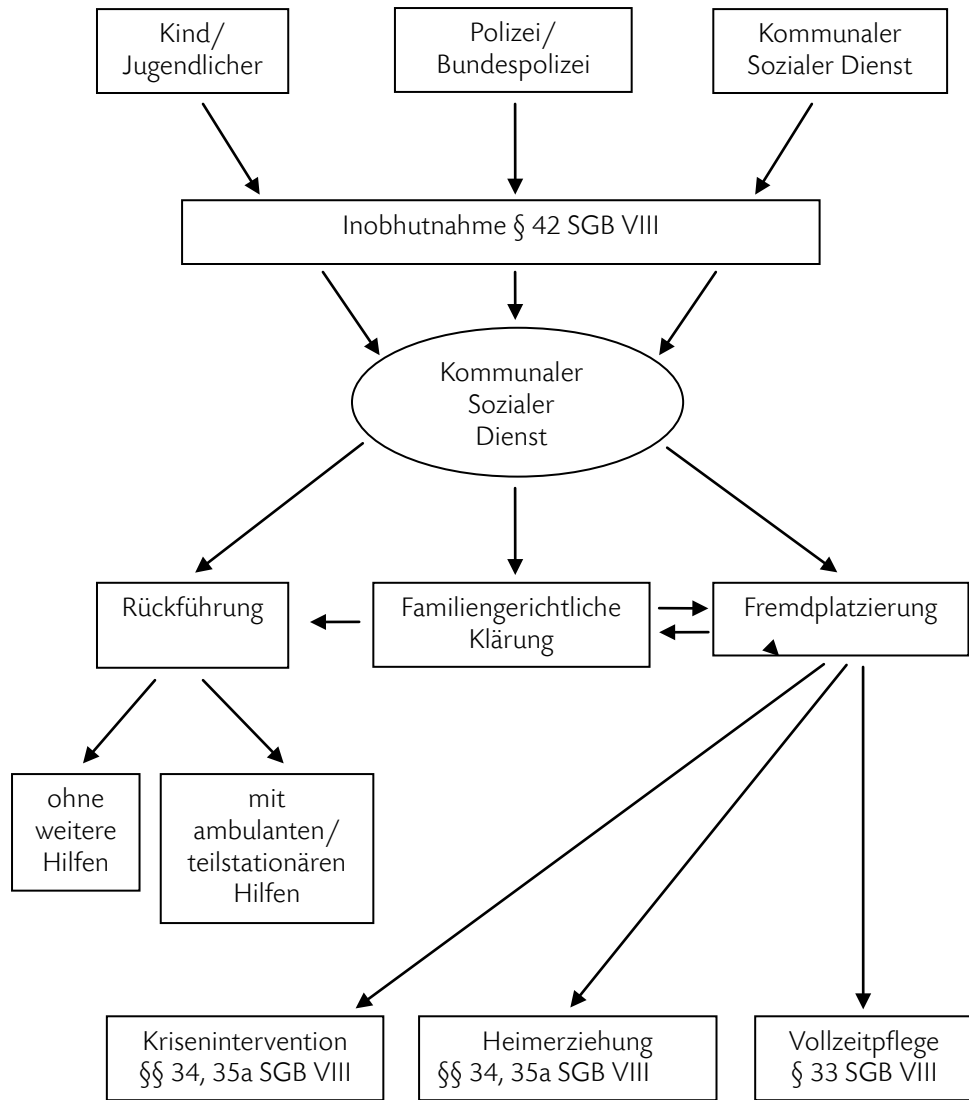 Kind/
Jugendlicher
Polizei/
Bundespolizei
Kommunaler
Sozialer Dienst
Inobhutnahme § 42 SGB VIII
Kommunaler
Sozialer
Dienst
Rückführung
Familiengerichtliche
Klärung
Fremdplatzierung
ohne
weitere
Hilfen
mit
ambulanten/
teilstationären
Hilfen
Krisenintervention
§§ 34, 35a SGB VIII
Heimerziehung
§§ 34, 35a SGB VIII
Vollzeitpflege
§ 33 SGB VIII